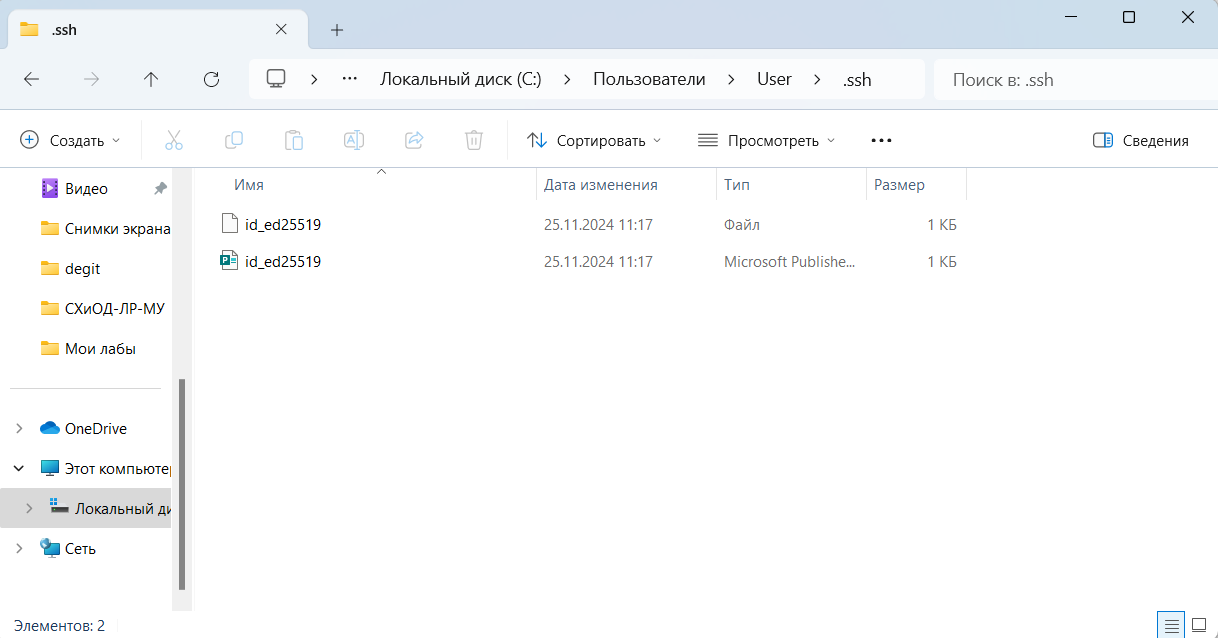 .ssh
Локальный диск (C:) Пользователи User .ssh
Поиск в: .ssh
Создать Сортировать Просмотреть ••• Сведения
Видео
Снимки экрана
degit
СХиОД-ЛР-МУ
Мои лабы
OneDrive
Этот компьютер
Локальный ди
Сеть
Имя Дата изменения Тип Размер
id_ed25519 25.11.2024 11:17 Файл 1 КБ
id_ed25519 25.11.2024 11:17 Microsoft Publishe... 1 КБ
Элементов: 2